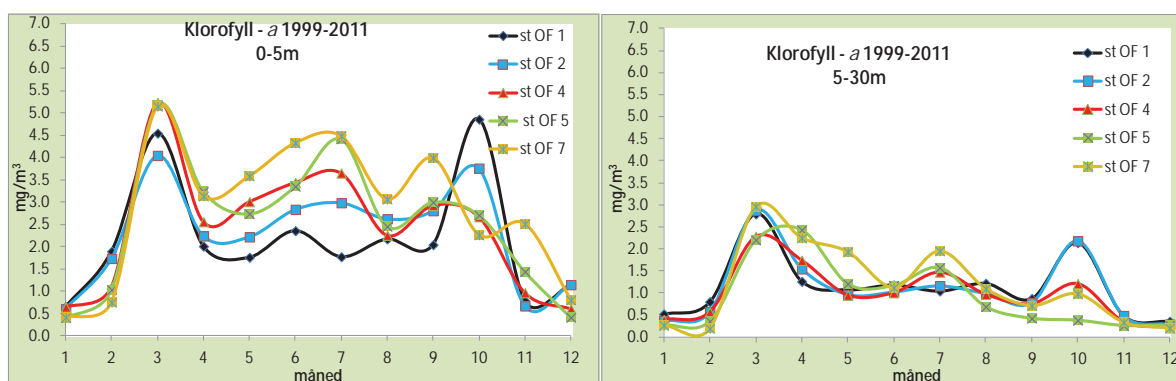 Klorofyll - a 1999-2011
0-5m
mg/m³
7.0
6.5
6.0
5.5
5.0
4.5
4.0
3.5
3.0
2.5
2.0
1.5
1.0
0.5
0.0
1 2 3 4 5 6 7 8 9 10 11 12
måned
st OF 1
st OF 2
st OF 4
st OF 5
st OF 7
Klorofyll - a 1999-2011
5-30m
mg/m³
7.0
6.5
6.0
5.5
5.0
4.5
4.0
3.5
3.0
2.5
2.0
1.5
1.0
0.5
0.0
1 2 3 4 5 6 7 8 9 10 11 12
måned
st OF 1
st OF 2
st OF 4
st OF 5
st OF 7